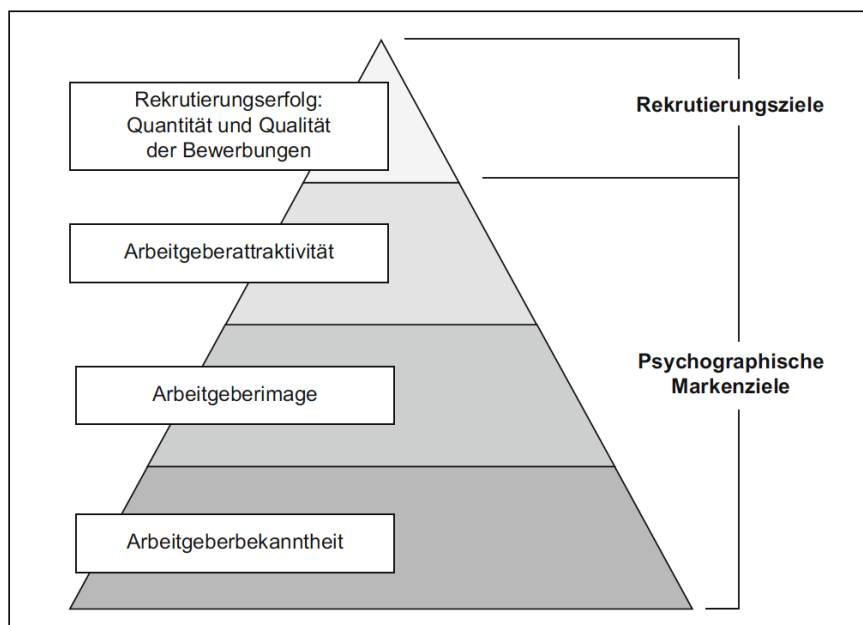 Rekrutierungserfolg:
Quantität und Qualität
der Bewerbungen
Rekrutierungsziele
Arbeitgeberattraktivität
Psychographische
Markenziele
Arbeitgeberimage
Arbeitgeberbekanntheit